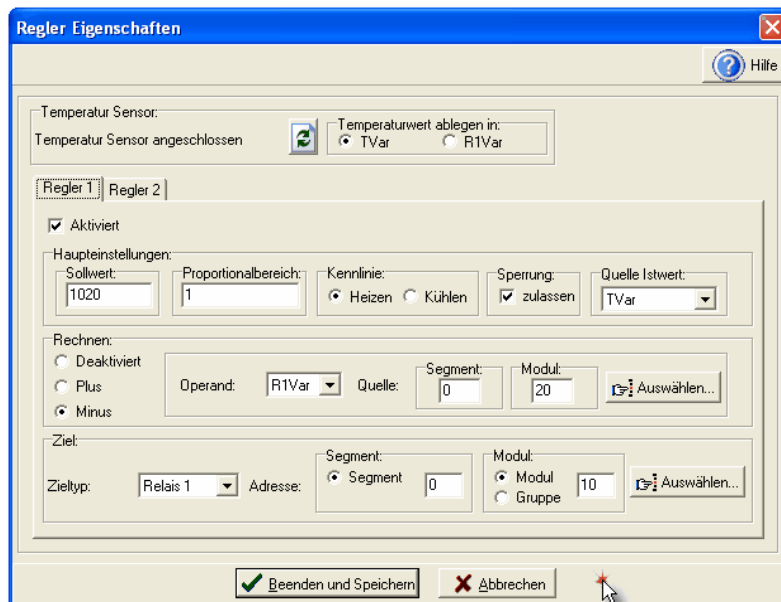 Regler Eigenschaften
Hilfe
Temperatur Sensor:
Temperatur Sensor angeschlossen
Temperaturwert ablegen in:
TVar R1Var
Regler 1 Regler 2
Aktiviert
Haupteinstellungen:
Sollwert: Proportionalbereich: Kennlinie: Sperrung: Quelle Istwert:
1020 1 Heizen Kühlen zulassen TVar
Rechnen:
Deaktiviert
Plus
Minus
Operand: R1Var Quelle:
Segment: Modul:
0 20 Auswählen...
Ziel:
Zieltyp: Relais 1 Adresse:
Segment:
Segment 0
Modul:
Modul
Gruppe
10 Auswählen...
Beenden und Speichern Abbrechen